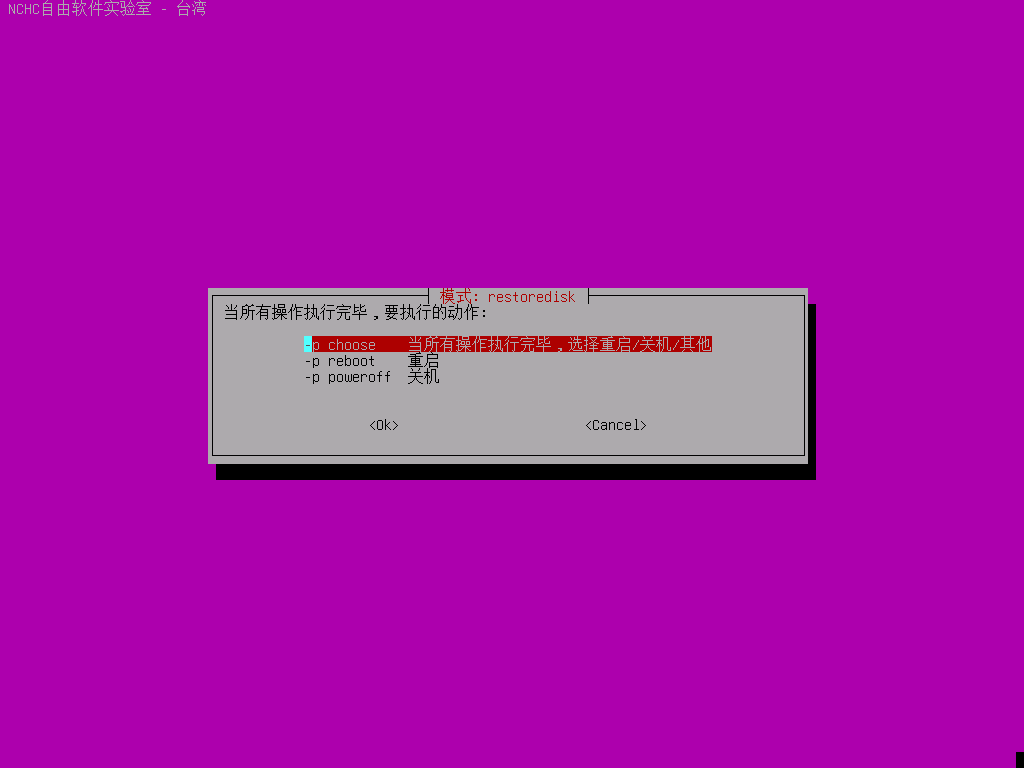 NCHC自由软件实验室 - 台湾
模式: restoredisk
当所有操作执行完毕，要执行的动作:
-p choose 当所有操作执行完毕，选择重启/关机/其他
-p reboot 重启
-p poweroff 关机
<Ok> <Cancel>